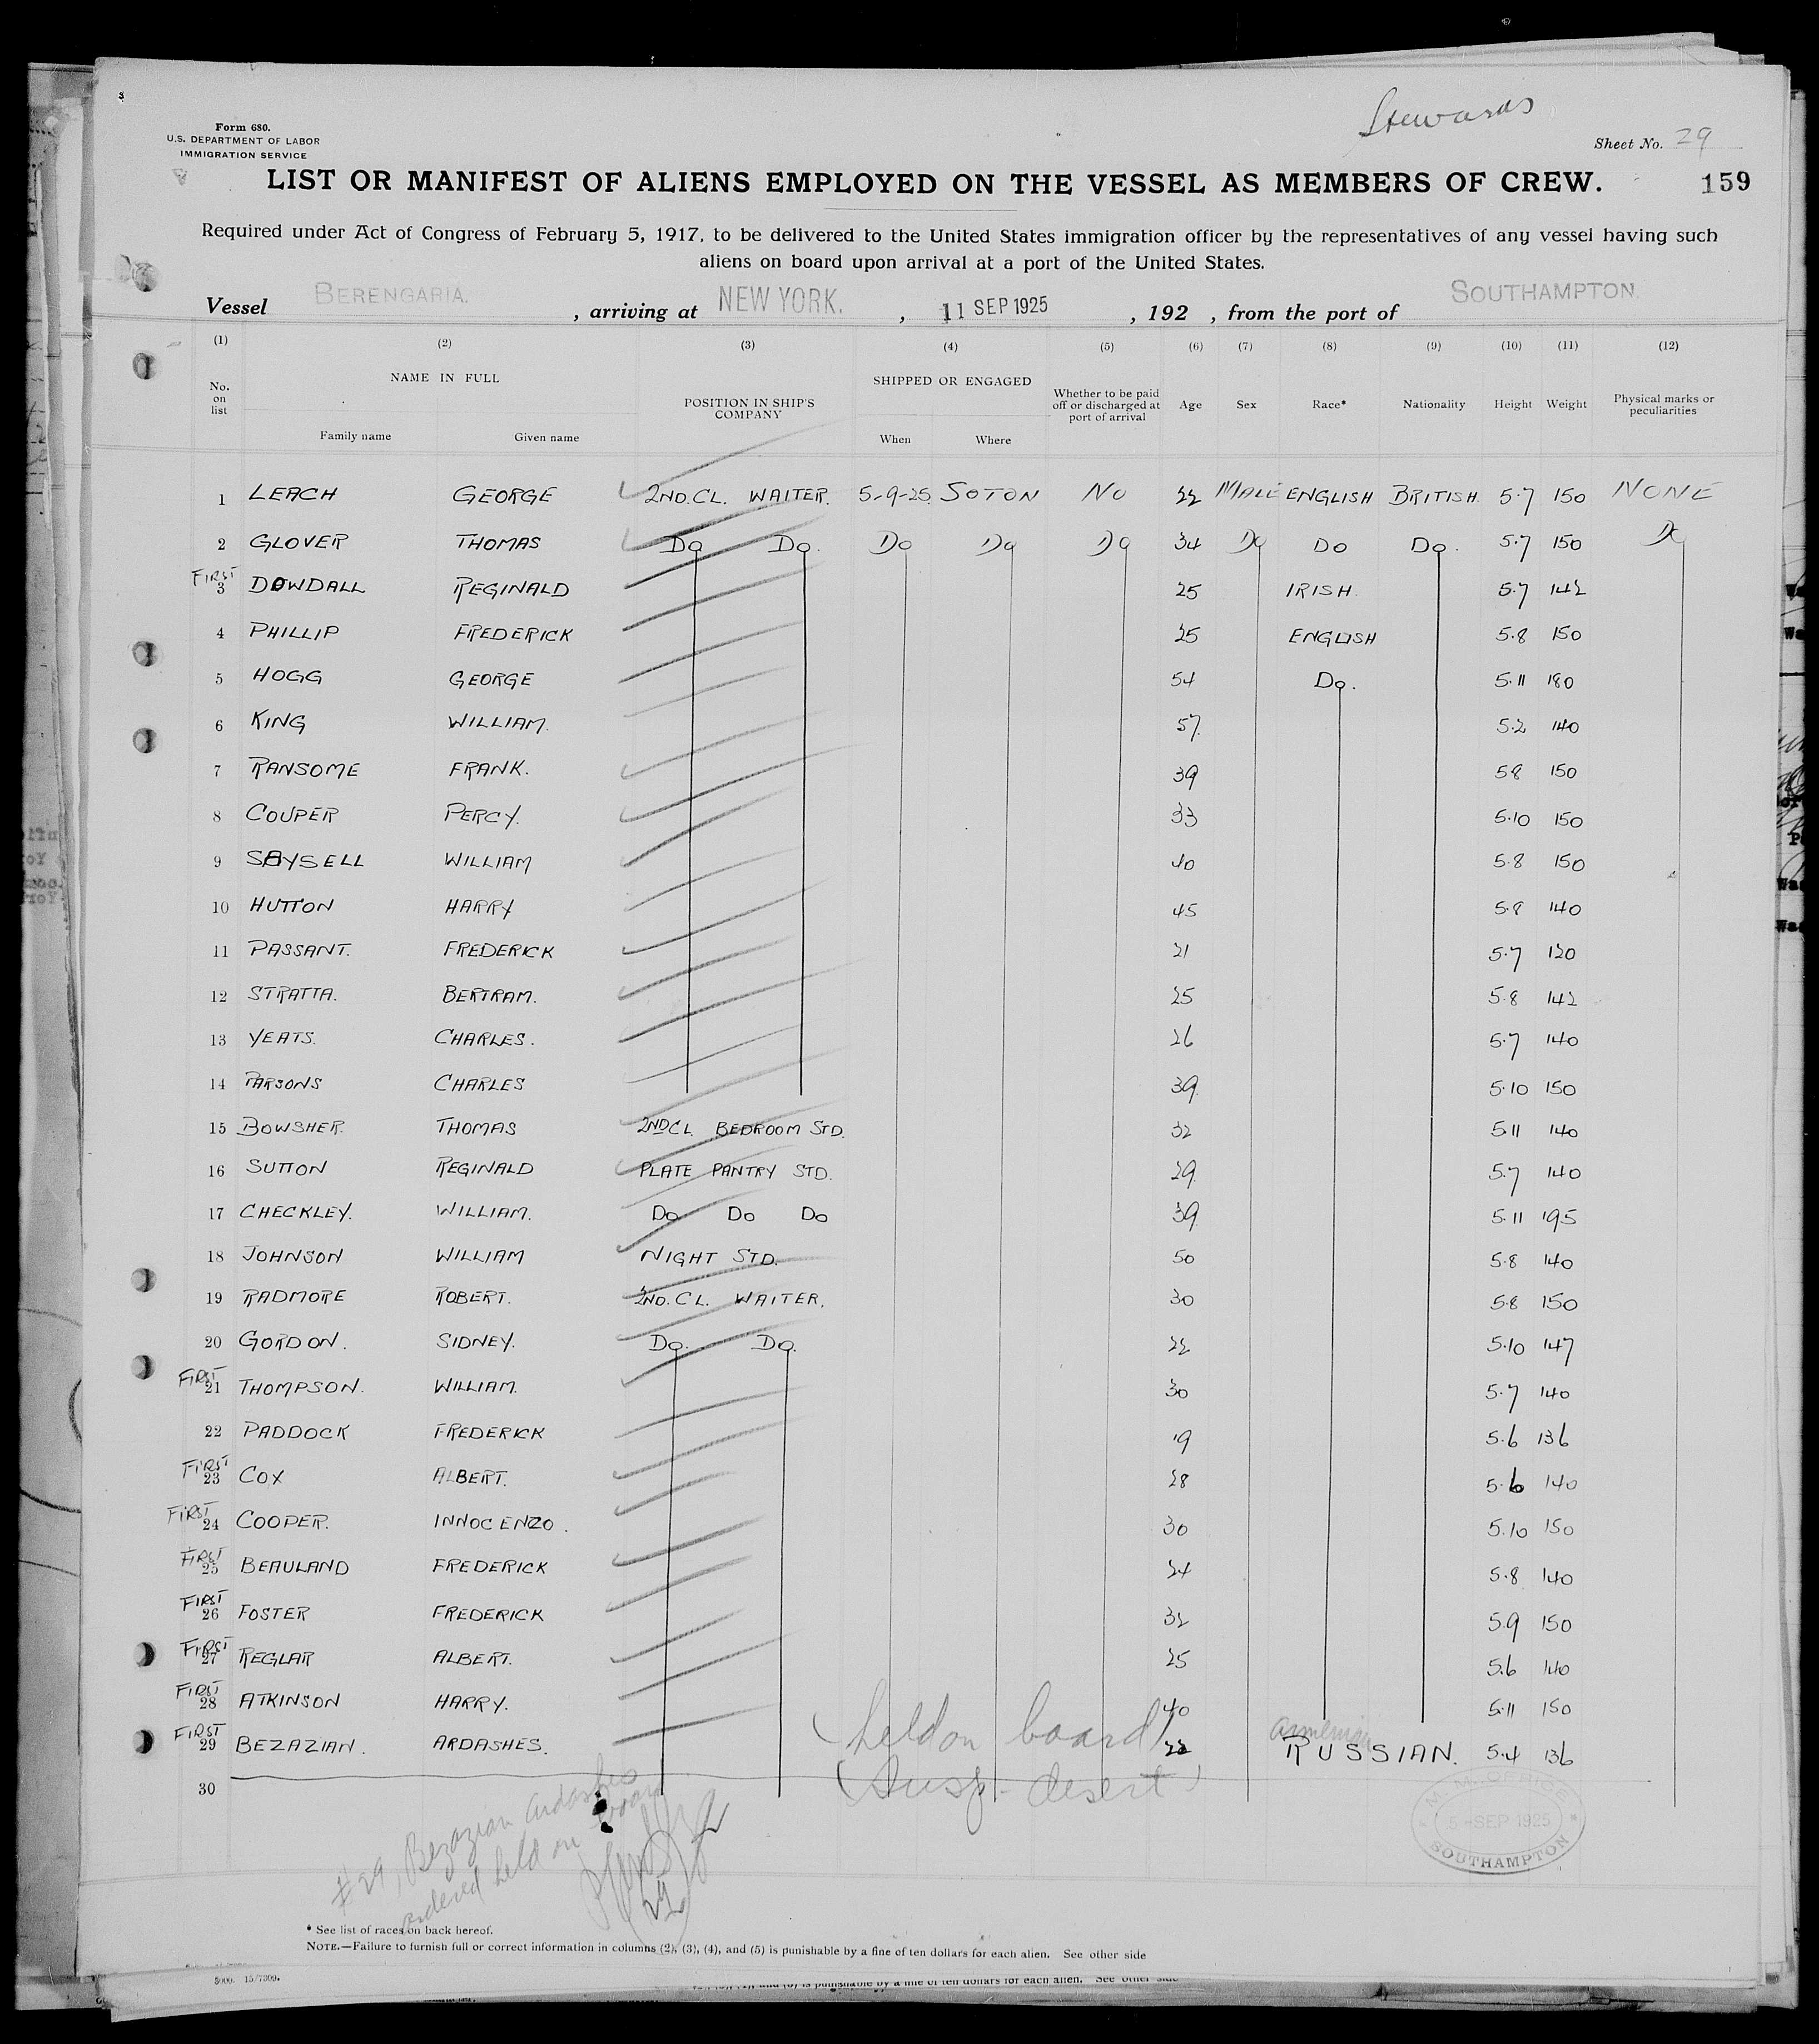 Stewards
Form 680.
U.S. DEPARTMENT OF LABOR
IMMIGRATION SERVICE
Sheet No. 29
LIST OR MANIFEST OF ALIENS EMPLOYED ON THE VESSEL AS MEMBERS OF CREW.
159
Required under Act of Congress of February 5, 1917, to be delivered to the United States immigration officer by the representatives of any vessel having such
aliens on board upon arrival at a port of the United States.
Vessel BERENGARIA. , arriving at NEW YORK. , 11 SEP 1925 , 192 , from the port of SOUTHAMPTON.
(1) (2) (3) (4) (5) (6) (7) (8) (9) (10) (11) (12)
No. on list NAME IN FULL Family name Given name POSITION IN SHIP'S COMPANY SHIPPED OR ENGAGED When Where Whether to be paid off or discharged at port of arrival Age Sex Race* Nationality Height Weight Physical marks or peculiarities
1 LEACH GEORGE 2ND. CL. WAITER. 5-9-25 SOTON NO 22 MALE ENGLISH BRITISH. 5.7 150 NONE
2 GLOVER THOMAS Do Do. Do Do Do 34 Do Do Do. 5.7 150 Do
FIRST 3 DOWDALL REGINALD 25 IRISH. 5.7 142
4 PHILLIP FREDERICK 25 ENGLISH 5.8 150
5 HOGG GEORGE 54 Do. 5.11 180
6 KING WILLIAM. 57. 5.2 140
7 RANSOME FRANK. 39 5 8 150
8 COUPER PERCY. 33 5.10 150
9 SAYSELL WILLIAM 40 5.8 150
10 HUTTON HARRY 45 5.8 140
11 PASSANT. FREDERICK 21 5.7 120
12 STRATTA. BERTRAM. 25 5.8 142
13 YEATS. CHARLES. 26 5.7 140
14 PARSONS CHARLES 39. 5.10 150
15 BOWSHER. THOMAS 2ND CL. BEDROOM STD. 32 5.11 140
16 SUTTON REGINALD PLATE PANTRY STD. 29. 5.7 140
17 CHECKLEY. WILLIAM. Do Do Do 39 5.11 195
18 JOHNSON WILLIAM NIGHT STD. 50 5.8 140
19 RADMORE ROBERT. 2ND. CL. WAITER. 30 5.8 150
20 GORDON. SIDNEY. Do. Do. 22 5.10 147
FIRST 21 THOMPSON. WILLIAM. 30 5.7 140
22 PADDOCK FREDERICK 19 5.6 136
FIRST 23 COX ALBERT. 28 5.6 140
FIRST 24 COOPER. INNOCENZO. 30 5.10 150
FIRST 25 BEAULAND FREDERICK 24 5.8 140
FIRST 26 FOSTER FREDERICK 32 5.9 150
FIRST 27 REGLAR ALBERT. 25 5.6 140
FIRST 28 ATKINSON HARRY. 40 5.11 150
FIRST 29 BEZAZIAN. ARDASHES. 22 RUSSIAN. 5.4 136
Armenian
(held on board)
(Susp. desert)
30
M.M. OFFICE
5-SEP 1925
SOUTHAMPTON
#29, Bezazian Ardashes
ordered held on board
* See list of races on back hereof.
NOTE.—Failure to furnish full or correct information in columns (2), (3), (4), and (5) is punishable by a fine of ten dollars for each alien. See other side